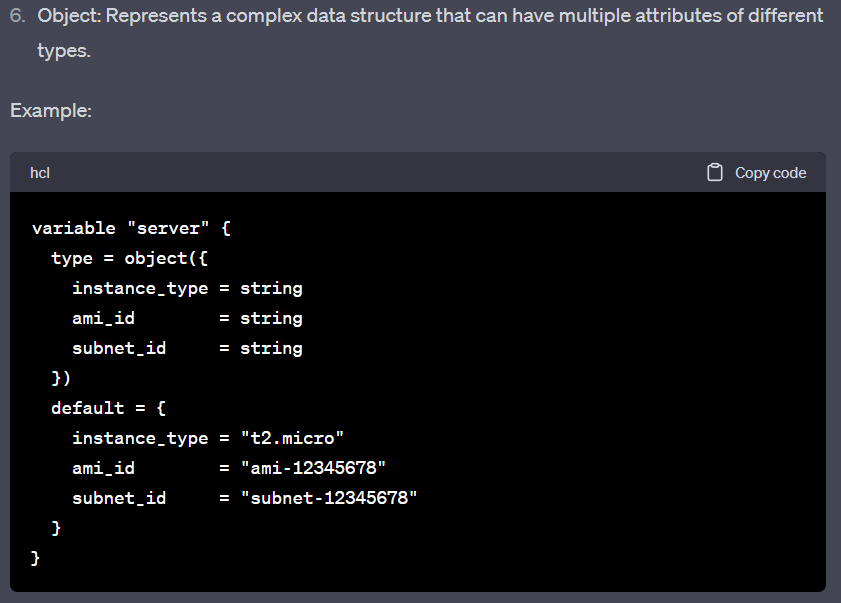 6. Object: Represents a complex data structure that can have multiple attributes of different
types.
Example:
hcl
Copy code
variable "server" {
  type = object({
    instance_type = string
    ami_id        = string
    subnet_id     = string
  })
  default = {
    instance_type = "t2.micro"
    ami_id        = "ami-12345678"
    subnet_id     = "subnet-12345678"
  }
}